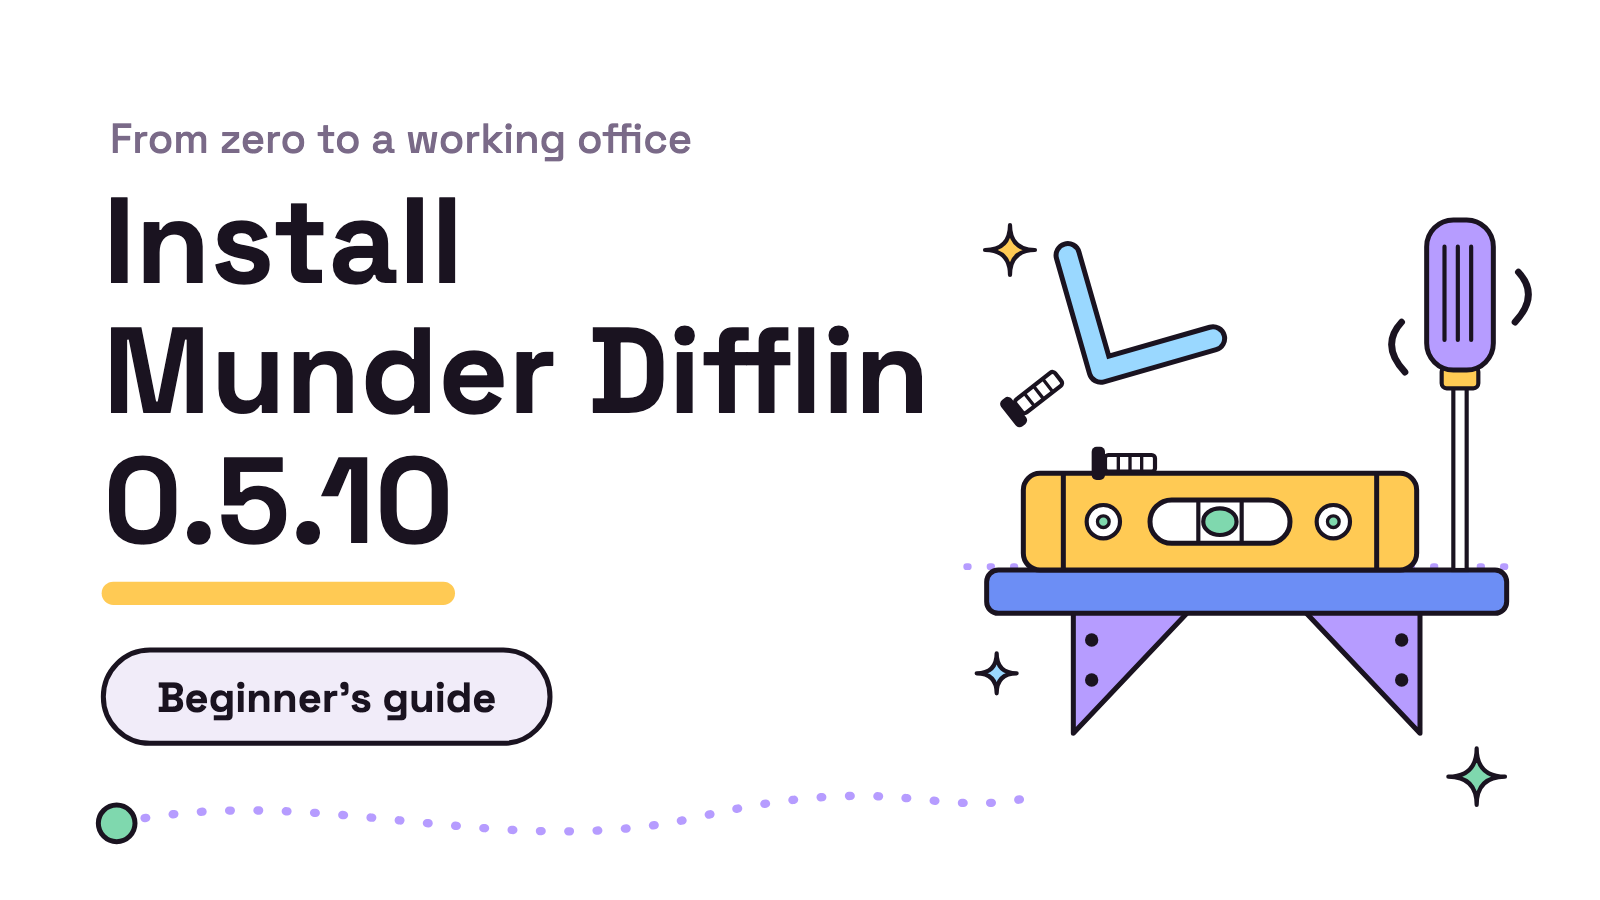 From zero to a working office
Install
Munder Difflin
0.5.10
Beginner’s guide